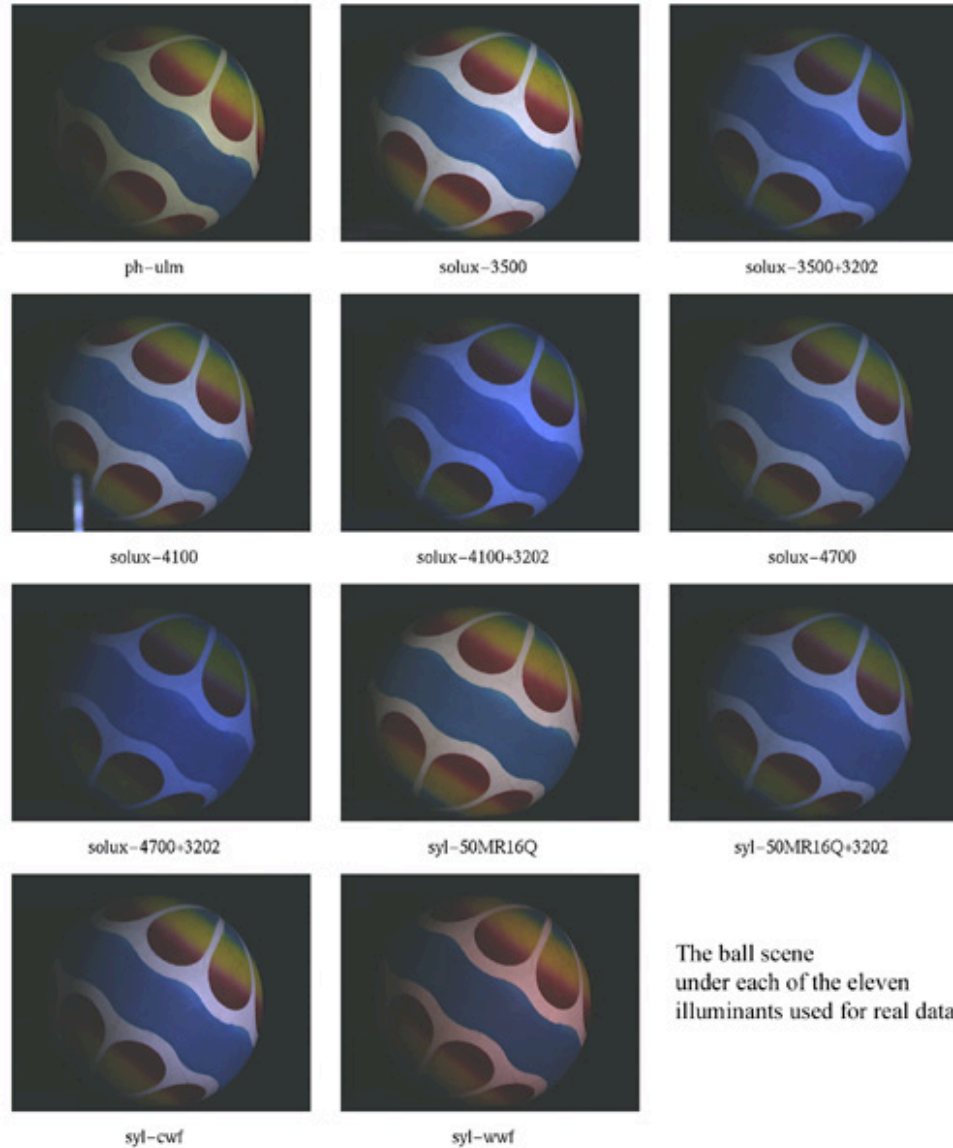 ph-ulm
solux-3500
solux-3500+3202
solux-4100
solux-4100+3202
solux-4700
solux-4700+3202
syl-50MR16Q
syl-50MR16Q+3202
syl-cwf
syl-wwf
The ball scene
under each of the eleven
illuminants used for real data